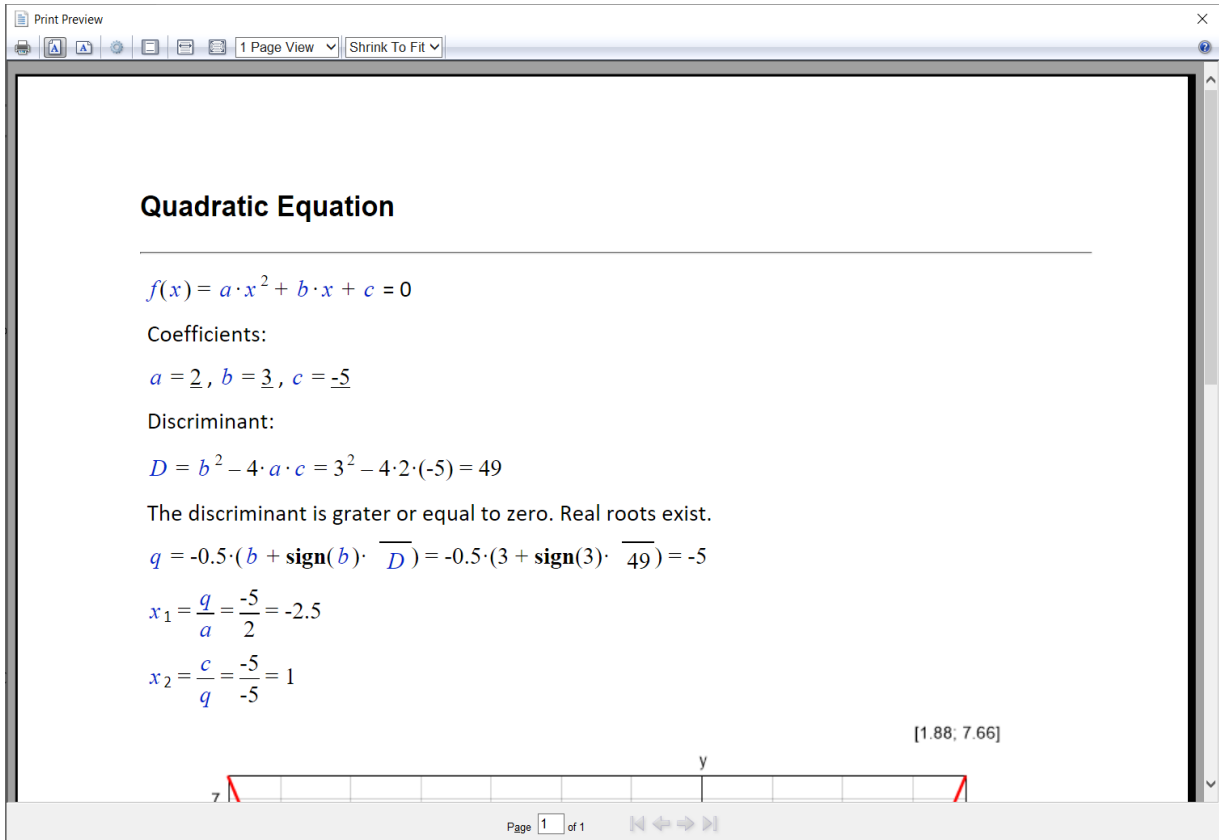 Print Preview
1 Page View Shrink To Fit
Quadratic Equation
f(x) = a·x² + b·x + c = 0
Coefficients:
a = 2 , b = 3 , c = -5
Discriminant:
D = b² – 4·a·c = 3² – 4·2·(-5) = 49
The discriminant is grater or equal to zero. Real roots exist.
q = -0.5·(b + sign(b)· D̅) = -0.5·(3 + sign(3)· 4̅9̅) = -5
x₁ = q/a = -5/2 = -2.5
x₂ = c/q = -5/-5 = 1
[1.88; 7.66]
y
7
Page 1 of 1